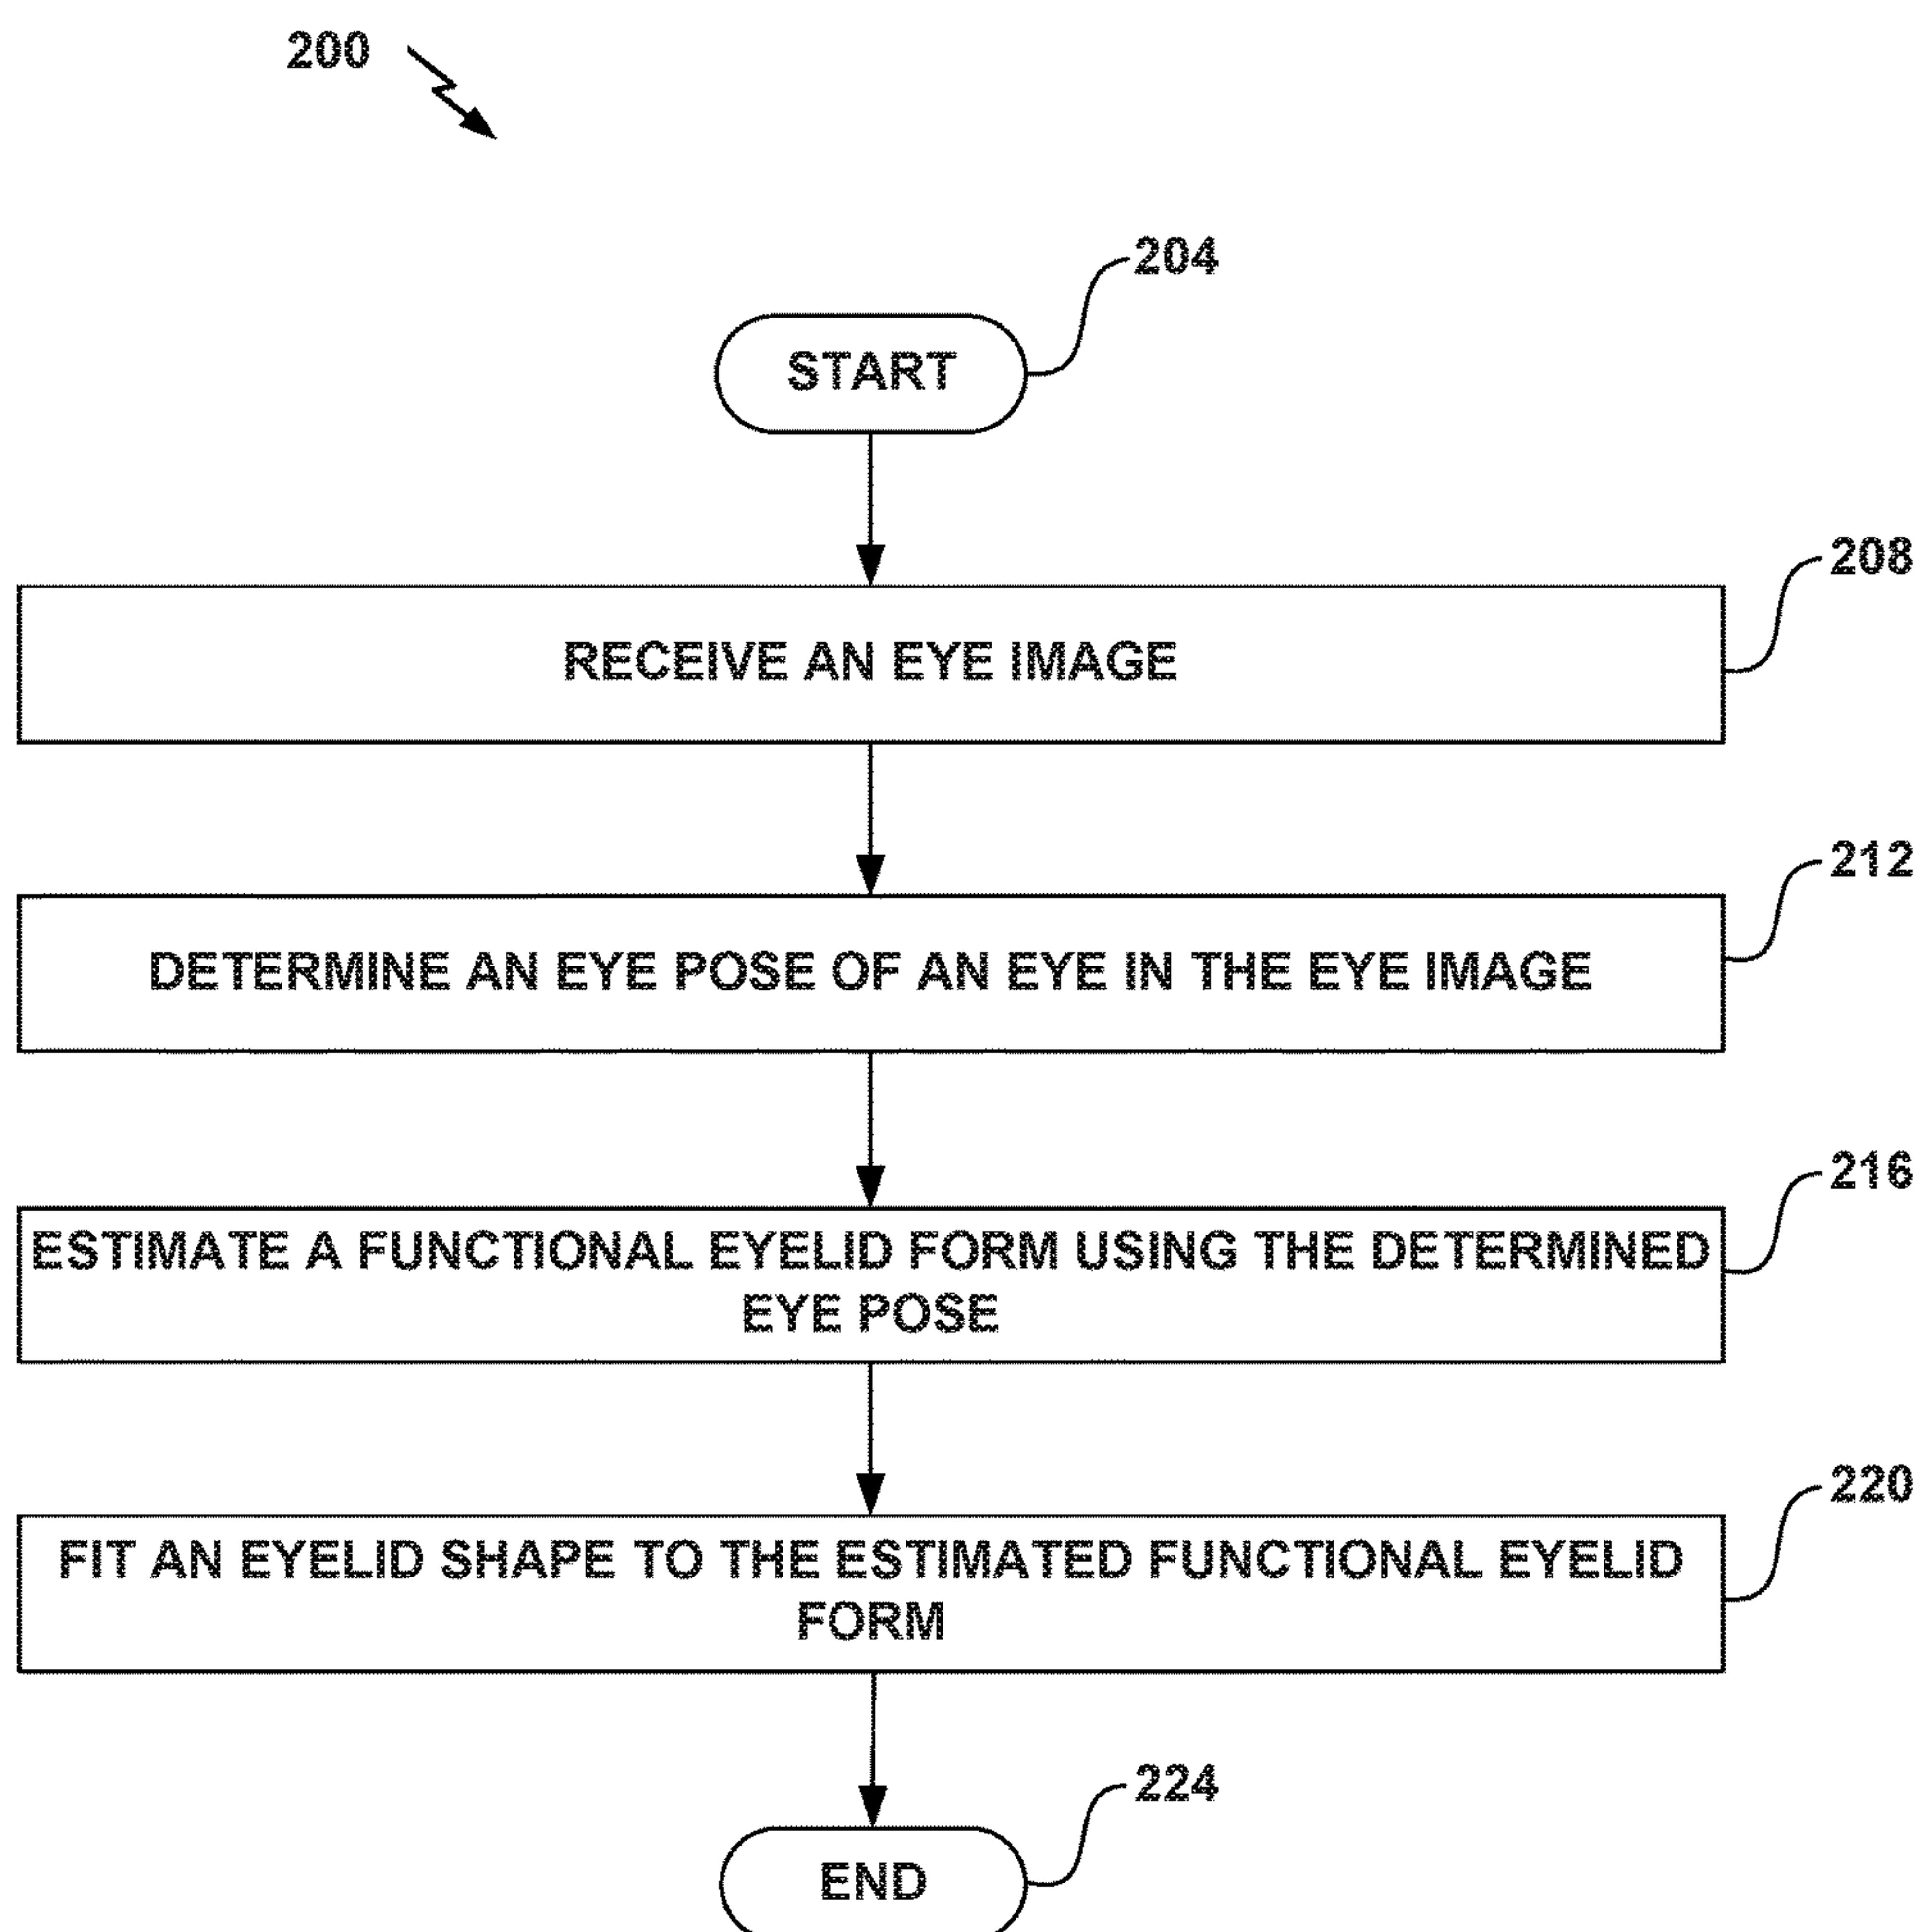 200
204
START
208
RECEIVE AN EYE IMAGE
212
DETERMINE AN EYE POSE OF AN EYE IN THE EYE IMAGE
216
ESTIMATE A FUNCTIONAL EYELID FORM USING THE DETERMINED
EYE POSE
220
FIT AN EYELID SHAPE TO THE ESTIMATED FUNCTIONAL EYELID
FORM
224
END